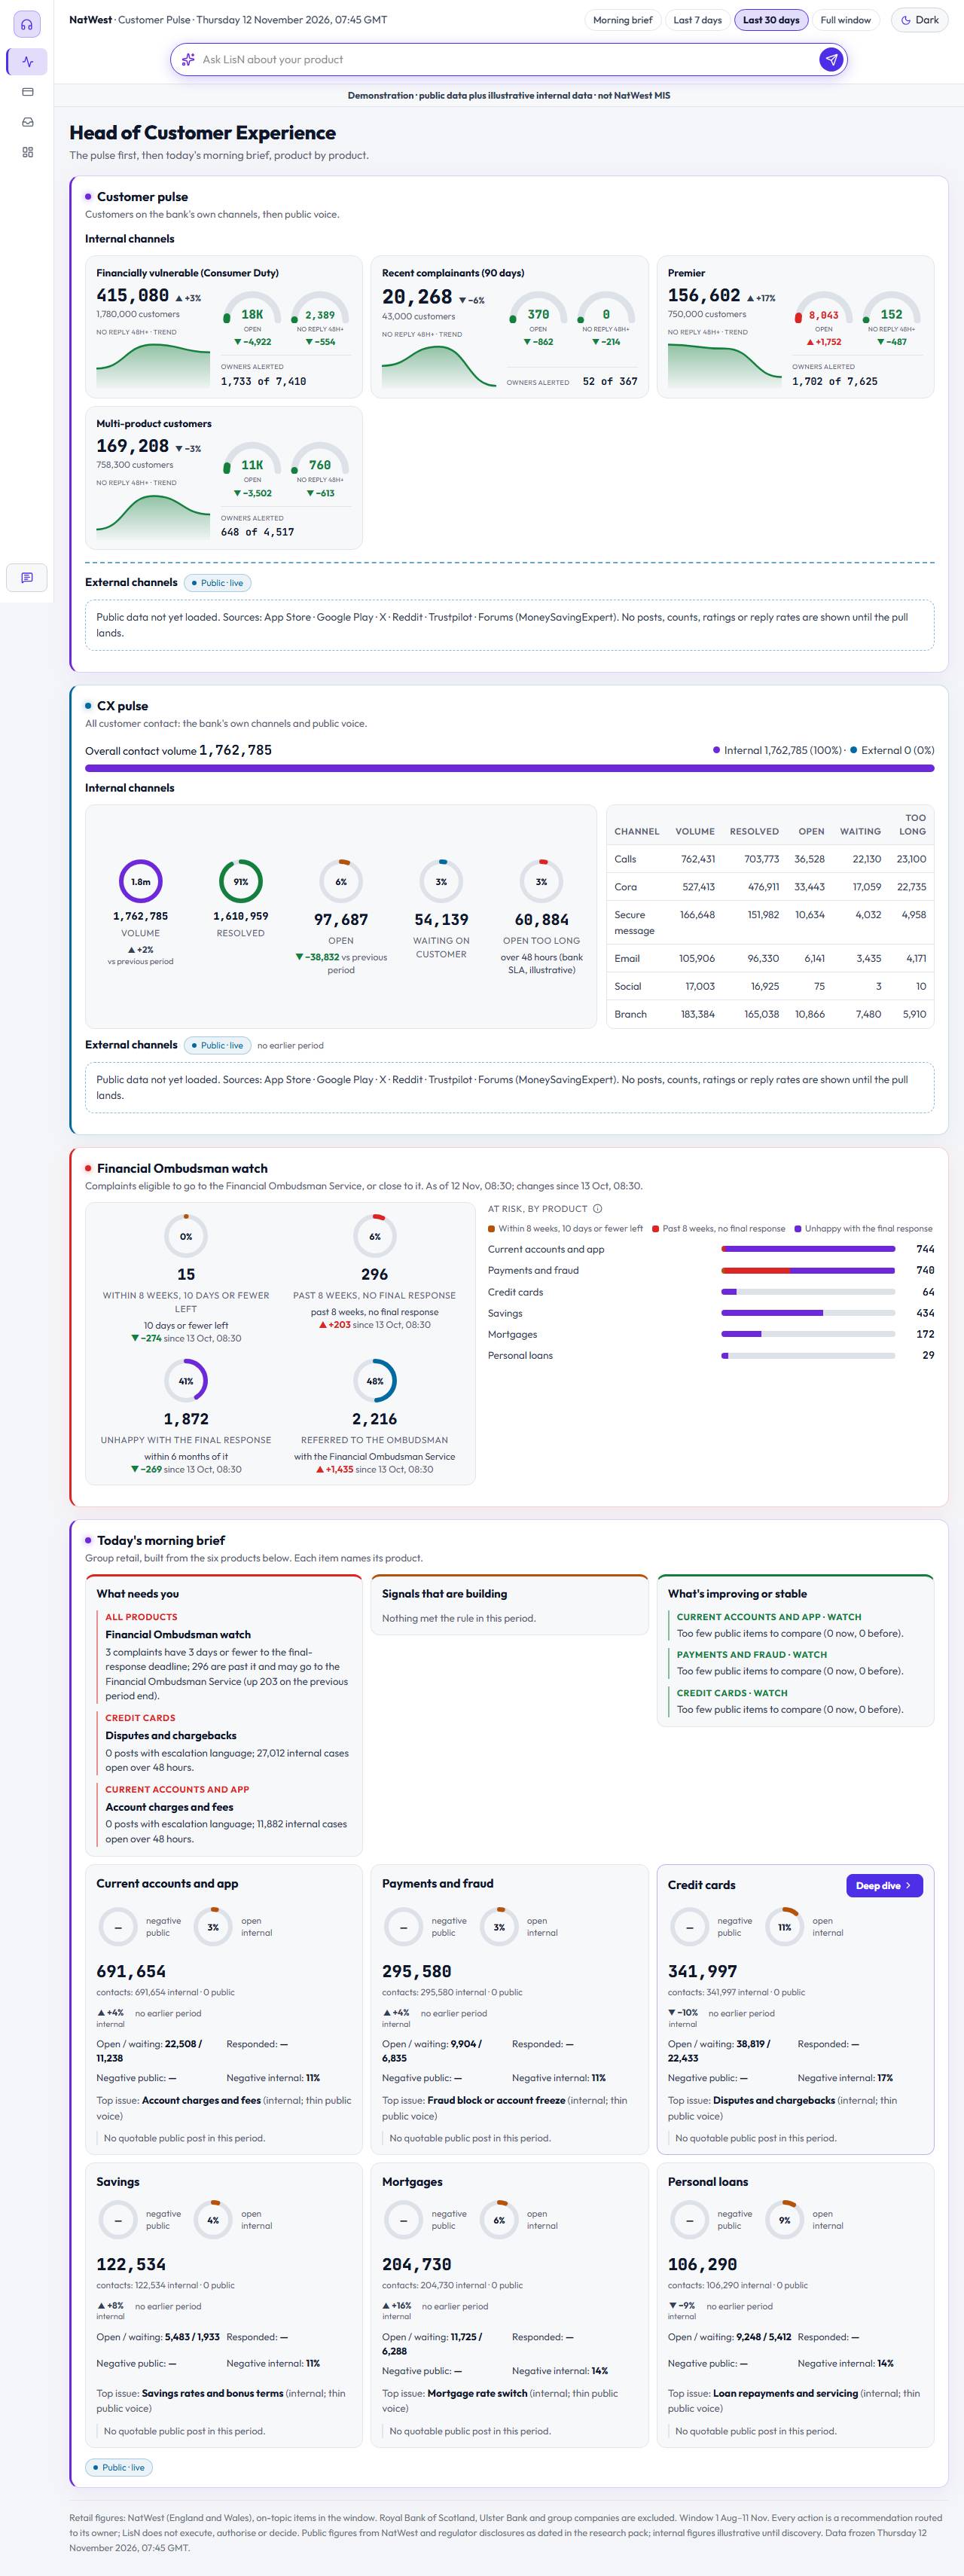 NatWest · Customer Pulse · Thursday 12 November 2026, 07:45 GMT
Morning brief
Last 7 days
Last 30 days
Full window
Dark
Ask LisN about your product
Demonstration · public data plus illustrative internal data · not NatWest MIS
Head of Customer Experience
The pulse first, then today's morning brief, product by product.
Customer pulse
Customers on the bank's own channels, then public voice.
Internal channels
Financially vulnerable (Consumer Duty)
415,080 ▲ +3%
1,780,000 customers
NO REPLY 48H+ · TREND
18K
OPEN
▼ −4,922
2,389
NO REPLY 48H+
▼ −554
OWNERS ALERTED
1,733 of 7,410
Recent complainants (90 days)
20,268 ▼ −6%
43,000 customers
NO REPLY 48H+ · TREND
370
OPEN
▼ −862
0
NO REPLY 48H+
▼ −214
OWNERS ALERTED 52 of 367
Premier
156,602 ▲ +17%
750,000 customers
NO REPLY 48H+ · TREND
8,043
OPEN
▲ +1,752
152
NO REPLY 48H+
▼ −487
OWNERS ALERTED
1,702 of 7,625
Multi-product customers
169,208 ▼ −3%
758,300 customers
NO REPLY 48H+ · TREND
11K
OPEN
▼ −3,502
760
NO REPLY 48H+
▼ −613
OWNERS ALERTED
648 of 4,517
External channels Public · live
Public data not yet loaded. Sources: App Store · Google Play · X · Reddit · Trustpilot · Forums (MoneySavingExpert). No posts, counts, ratings or reply rates are shown until the pull
lands.
CX pulse
All customer contact: the bank's own channels and public voice.
Overall contact volume 1,762,785
Internal 1,762,785 (100%) · External 0 (0%)
Internal channels
1.8m
1,762,785
VOLUME
▲ +2%
vs previous period
91%
1,610,959
RESOLVED
6%
97,687
OPEN
▼ −38,832 vs previous
period
3%
54,139
WAITING ON
CUSTOMER
3%
60,884
OPEN TOO LONG
over 48 hours (bank
SLA, illustrative)
CHANNEL VOLUME RESOLVED OPEN WAITING TOO
LONG
Calls 762,431 703,773 36,528 22,130 23,100
Cora 527,413 476,911 33,443 17,059 22,735
Secure
message 166,648 151,982 10,634 4,032 4,958
Email 105,906 96,330 6,141 3,435 4,171
Social 17,003 16,925 75 3 10
Branch 183,384 165,038 10,866 7,480 5,910
External channels Public · live no earlier period
Public data not yet loaded. Sources: App Store · Google Play · X · Reddit · Trustpilot · Forums (MoneySavingExpert). No posts, counts, ratings or reply rates are shown until the pull
lands.
Financial Ombudsman watch
Complaints eligible to go to the Financial Ombudsman Service, or close to it. As of 12 Nov, 08:30; changes since 13 Oct, 08:30.
0%
15
WITHIN 8 WEEKS, 10 DAYS OR FEWER
LEFT
10 days or fewer left
▼ −274 since 13 Oct, 08:30
6%
296
PAST 8 WEEKS, NO FINAL RESPONSE
past 8 weeks, no final response
▲ +203 since 13 Oct, 08:30
41%
1,872
UNHAPPY WITH THE FINAL RESPONSE
within 6 months of it
▼ −269 since 13 Oct, 08:30
48%
2,216
REFERRED TO THE OMBUDSMAN
with the Financial Ombudsman Service
▲ +1,435 since 13 Oct, 08:30
AT RISK, BY PRODUCT
Within 8 weeks, 10 days or fewer left Past 8 weeks, no final response Unhappy with the final response
Current accounts and app 744
Payments and fraud 740
Credit cards 64
Savings 434
Mortgages 172
Personal loans 29
Today's morning brief
Group retail, built from the six products below. Each item names its product.
What needs you
ALL PRODUCTS
Financial Ombudsman watch
3 complaints have 3 days or fewer to the final-
response deadline; 296 are past it and may go to the
Financial Ombudsman Service (up 203 on the previous
period end).
CREDIT CARDS
Disputes and chargebacks
0 posts with escalation language; 27,012 internal cases
open over 48 hours.
CURRENT ACCOUNTS AND APP
Account charges and fees
0 posts with escalation language; 11,882 internal cases
open over 48 hours.
Signals that are building
Nothing met the rule in this period.
What's improving or stable
CURRENT ACCOUNTS AND APP · WATCH
Too few public items to compare (0 now, 0 before).
PAYMENTS AND FRAUD · WATCH
Too few public items to compare (0 now, 0 before).
CREDIT CARDS · WATCH
Too few public items to compare (0 now, 0 before).
Current accounts and app
– negative
public
3% open
internal
691,654
contacts: 691,654 internal · 0 public
▲ +4% no earlier period
internal
Open / waiting: 22,508 / Responded: —
11,238
Negative public: — Negative internal: 11%
Top issue: Account charges and fees (internal; thin public
voice)
No quotable public post in this period.
Payments and fraud
– negative
public
3% open
internal
295,580
contacts: 295,580 internal · 0 public
▲ +4% no earlier period
internal
Open / waiting: 9,904 / Responded: —
6,835
Negative public: — Negative internal: 11%
Top issue: Fraud block or account freeze (internal; thin
public voice)
No quotable public post in this period.
Credit cards
Deep dive
– negative
public
11% open
internal
341,997
contacts: 341,997 internal · 0 public
▼ −10% no earlier period
internal
Open / waiting: 38,819 / Responded: —
22,433
Negative public: — Negative internal: 17%
Top issue: Disputes and chargebacks (internal; thin
public voice)
No quotable public post in this period.
Savings
– negative
public
4% open
internal
122,534
contacts: 122,534 internal · 0 public
▲ +8% no earlier period
internal
Open / waiting: 5,483 / 1,933 Responded: —
Negative public: — Negative internal: 11%
Top issue: Savings rates and bonus terms (internal; thin
public voice)
No quotable public post in this period.
Mortgages
– negative
public
6% open
internal
204,730
contacts: 204,730 internal · 0 public
▲ +16% no earlier period
internal
Open / waiting: 11,725 / Responded: —
6,288
Negative public: — Negative internal: 14%
Top issue: Mortgage rate switch (internal; thin public
voice)
No quotable public post in this period.
Personal loans
– negative
public
9% open
internal
106,290
contacts: 106,290 internal · 0 public
▼ −9% no earlier period
internal
Open / waiting: 9,248 / 5,412 Responded: —
Negative public: — Negative internal: 14%
Top issue: Loan repayments and servicing (internal; thin
public voice)
No quotable public post in this period.
Public · live
Retail figures: NatWest (England and Wales), on-topic items in the window. Royal Bank of Scotland, Ulster Bank and group companies are excluded. Window 1 Aug–11 Nov. Every action is a recommendation routed
to its owner; LisN does not execute, authorise or decide. Public figures from NatWest and regulator disclosures as dated in the research pack; internal figures illustrative until discovery. Data frozen Thursday 12
November 2026, 07:45 GMT.